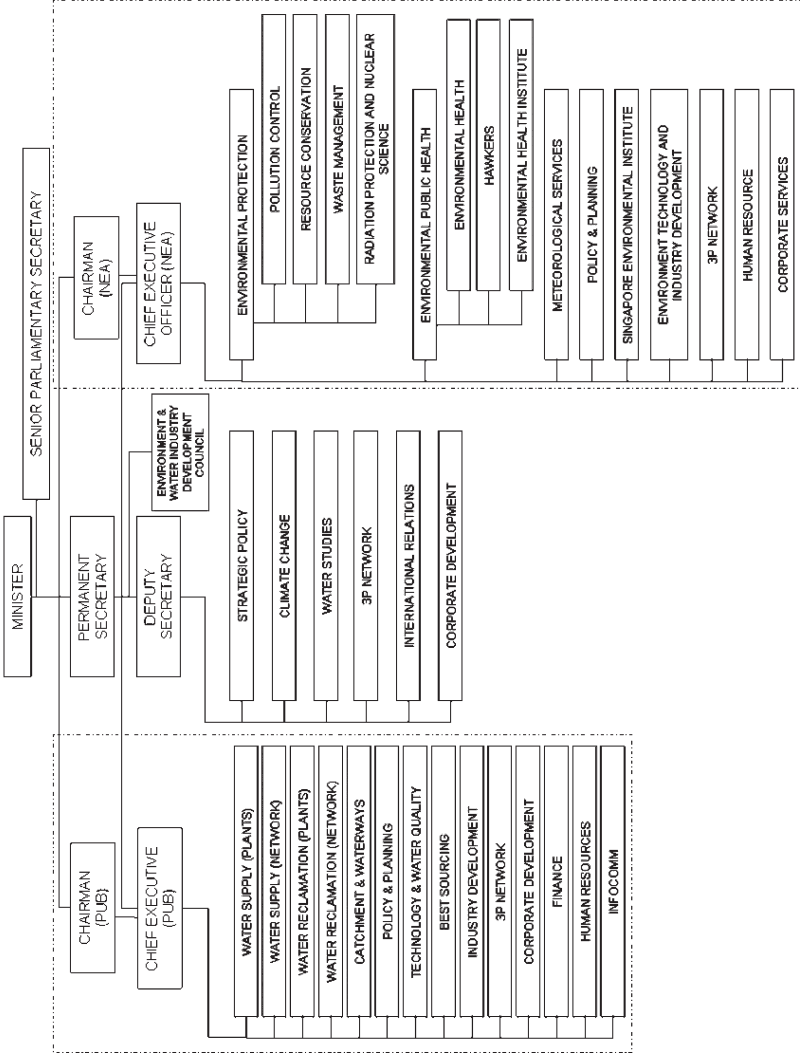 MINISTER
SENIOR PARLIAMENTARY SECRETARY
CHAIRMAN
(PUB)
PERMANENT
SECRETARY
CHAIRMAN
(NEA)
CHIEF EXECUTIVE
(PUB)
DEPUTY
SECRETARY
ENVIRONMENT &
WATER INDUSTRY
DEVELOPMENT
COUNCIL
CHIEF EXECUTIVE
OFFICER (NEA)
WATER SUPPLY (PLANTS)
WATER SUPPLY (NETWORK)
WATER RECLAMATION (PLANTS)
WATER RECLAMATION (NETWORK)
CATCHMENT & WATERWAYS
POLICY & PLANNING
TECHNOLOGY & WATER QUALITY
BEST SOURCING
INDUSTRY DEVELOPMENT
3P NETWORK
CORPORATE DEVELOPMENT
FINANCE
HUMAN RESOURCES
INFOCOMM
STRATEGIC POLICY
CLIMATE CHANGE
WATER STUDIES
3P NETWORK
INTERNATIONAL RELATIONS
CORPORATE DEVELOPMENT
ENVIRONMENTAL PROTECTION
POLLUTION CONTROL
RESOURCE CONSERVATION
WASTE MANAGEMENT
RADIATION PROTECTION AND NUCLEAR
SCIENCE
ENVIRONMENTAL PUBLIC HEALTH
ENVIRONMENTAL HEALTH
HAWKERS
ENVIRONMENTAL HEALTH INSTITUTE
METEOROLOGICAL SERVICES
POLICY & PLANNING
SINGAPORE ENVIRONMENTAL INSTITUTE
ENVIRONMENT TECHNOLOGY AND
INDUSTRY DEVELOPMENT
3P NETWORK
HUMAN RESOURCE
CORPORATE SERVICES